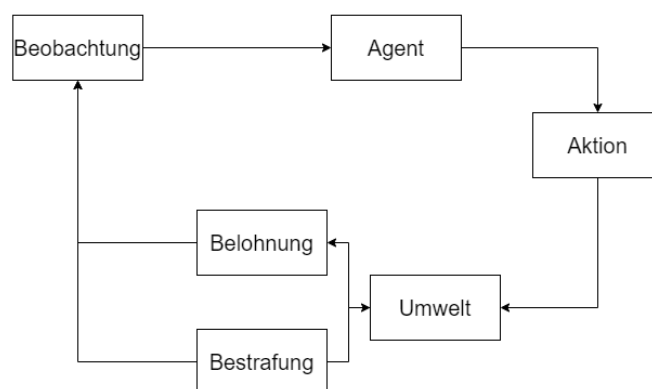 Beobachtung
Agent
Aktion
Belohnung
Umwelt
Bestrafung